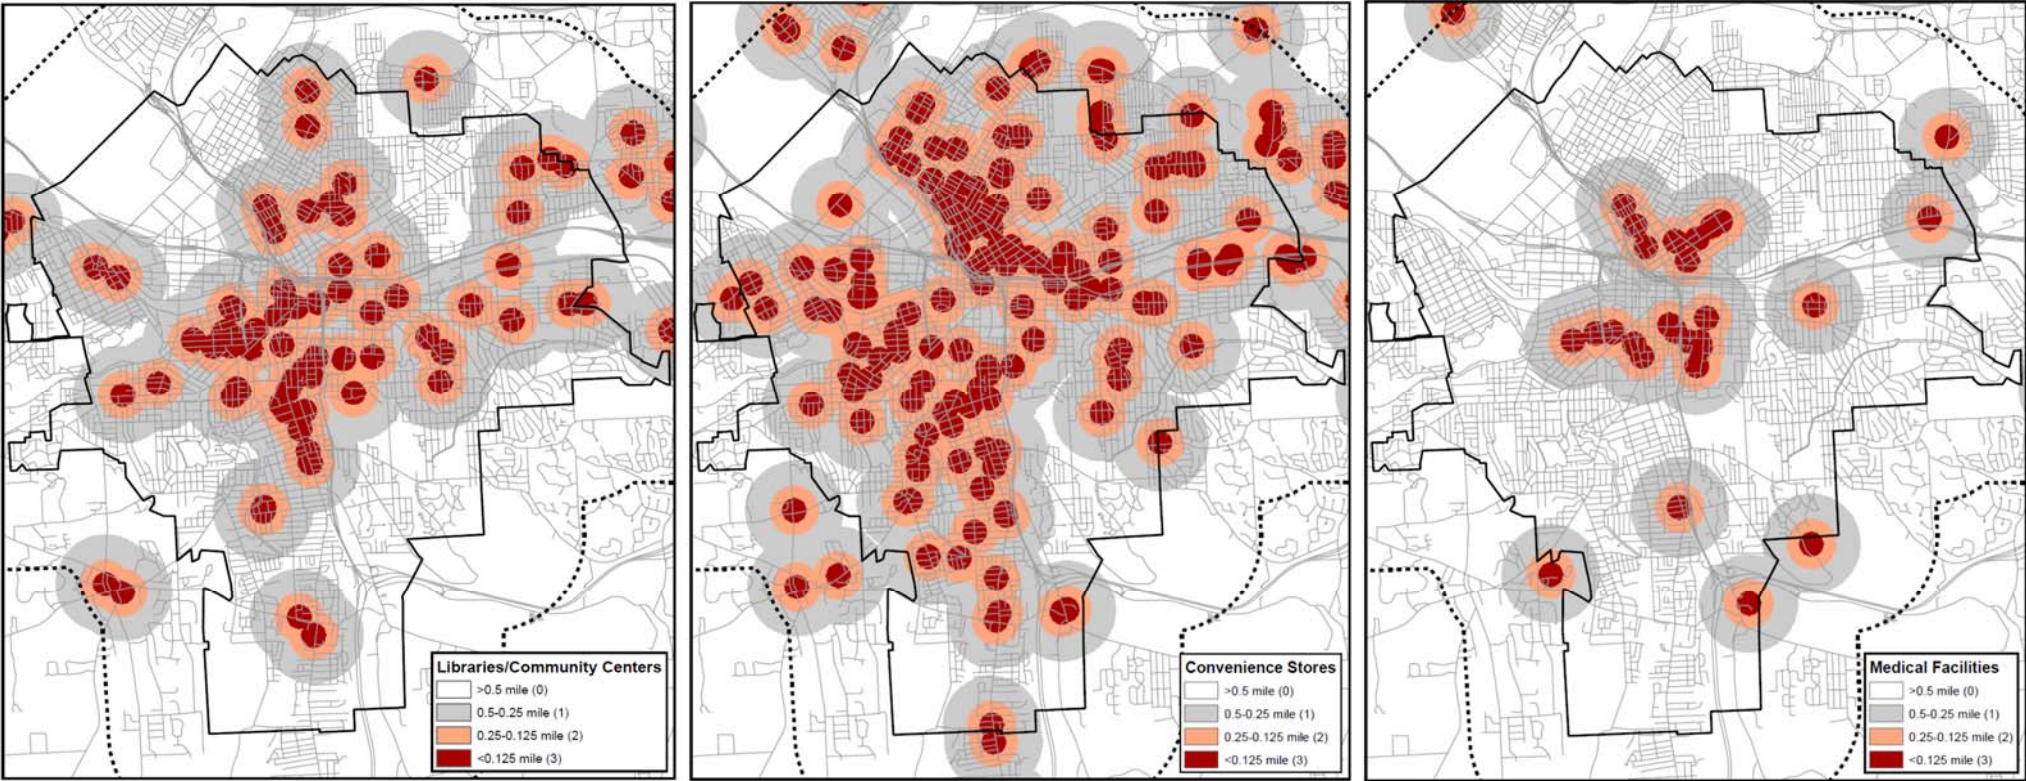 Libraries/Community Centers
>0.5 mile (0)
0.5-0.25 mile (1)
0.25-0.125 mile (2)
<0.125 mile (3)
Convenience Stores
>0.5 mile (0)
0.5-0.25 mile (1)
0.25-0.125 mile (2)
<0.125 mile (3)
Medical Facilities
>0.5 mile (0)
0.5-0.25 mile (1)
0.25-0.125 mile (2)
<0.125 mile (3)